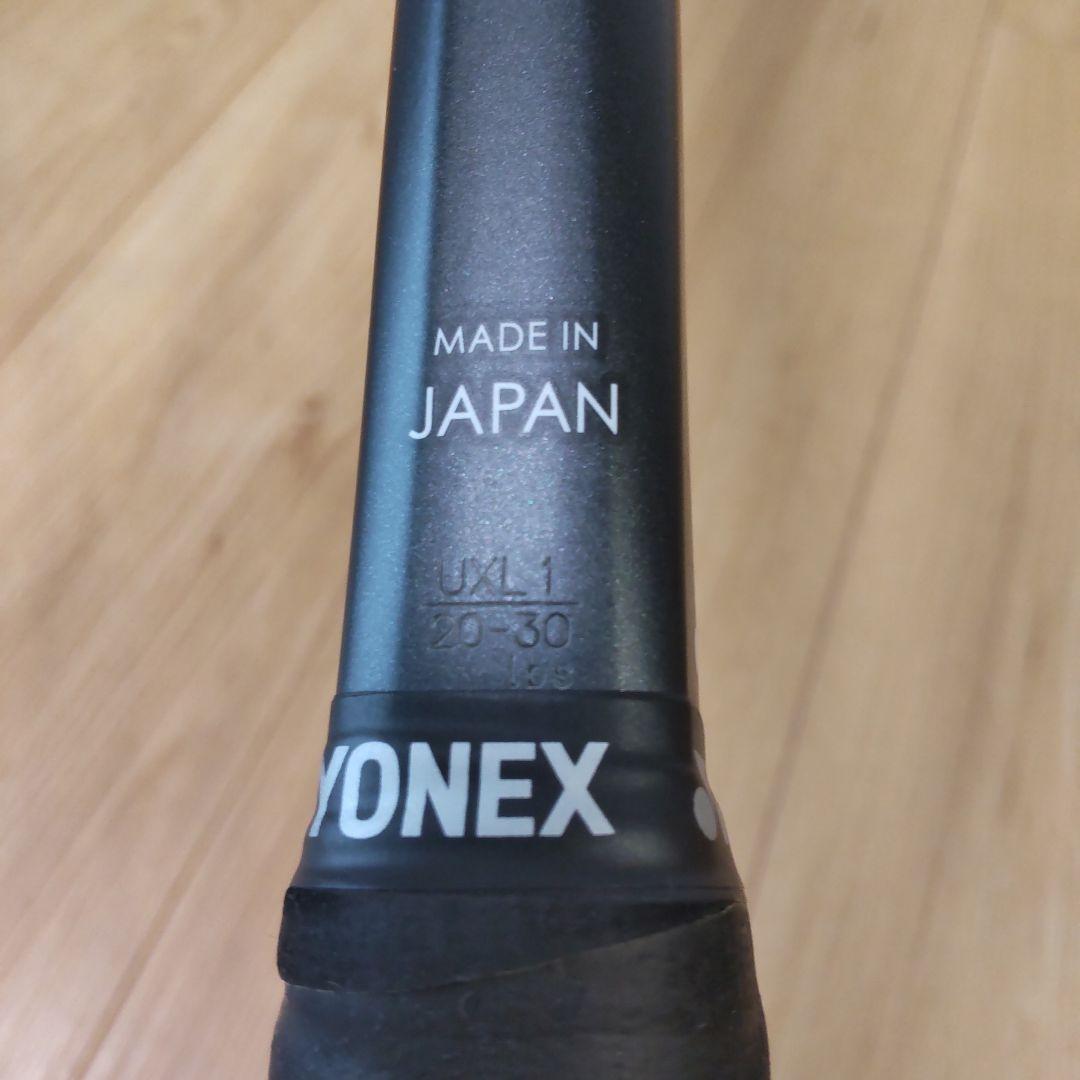 MADE IN
JAPAN
UXL 1
20-30
lbs
YONEX